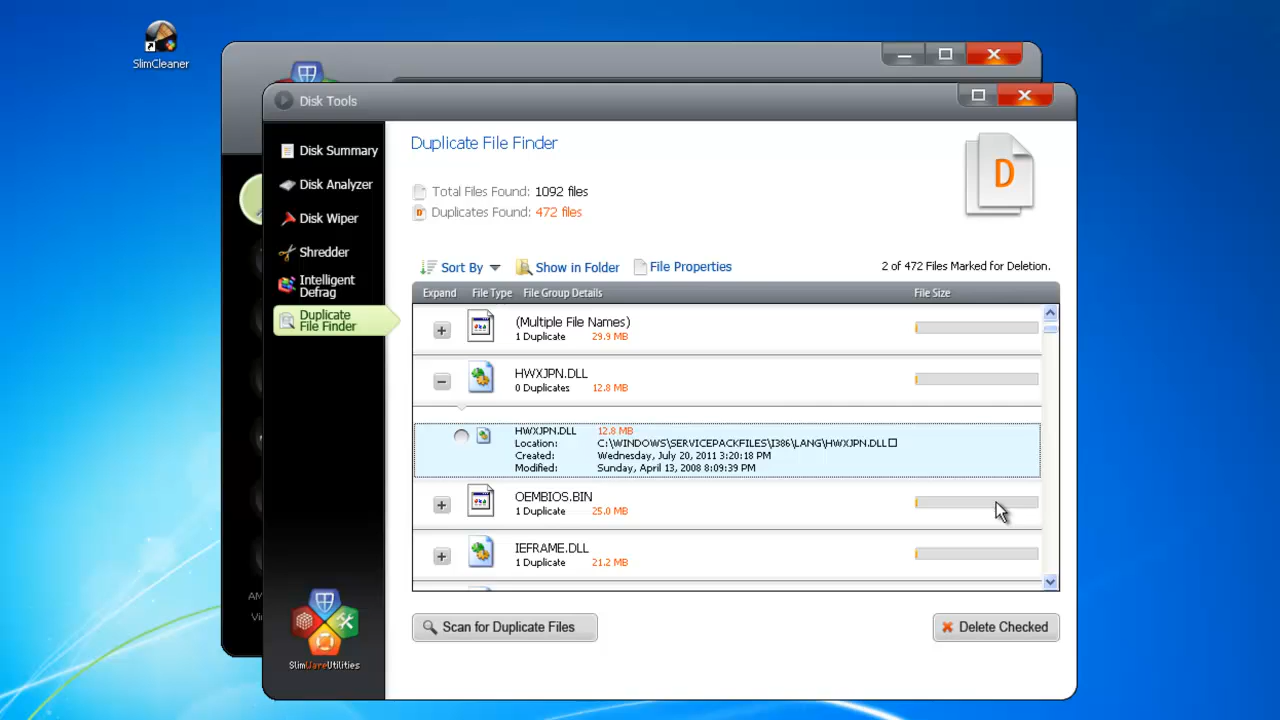 SlimCleaner
Disk Tools
Disk Summary
Disk Analyzer
Disk Wiper
Shredder
Intelligent
Defrag
Duplicate
File Finder
SlimWareUtilities
AM
Vi
Duplicate File Finder
Total Files Found: 1092 files
Duplicates Found: 472 files
D
Sort By
Show in Folder
File Properties
2 of 472 Files Marked for Deletion.
Expand File Type File Group Details File Size
(Multiple File Names)
1 Duplicate 29.9 MB
HWXJPN.DLL
0 Duplicates 12.8 MB
HWXJPN.DLL 12.8 MB
Location: C:\WINDOWS\SERVICEPACKFILES\I386\LANG\HWXJPN.DLL
Created: Wednesday, July 20, 2011 3:20:18 PM
Modified: Sunday, April 13, 2008 8:09:39 PM
OEMBIOS.BIN
1 Duplicate 25.0 MB
IEFRAME.DLL
1 Duplicate 21.2 MB
Scan for Duplicate Files
Delete Checked